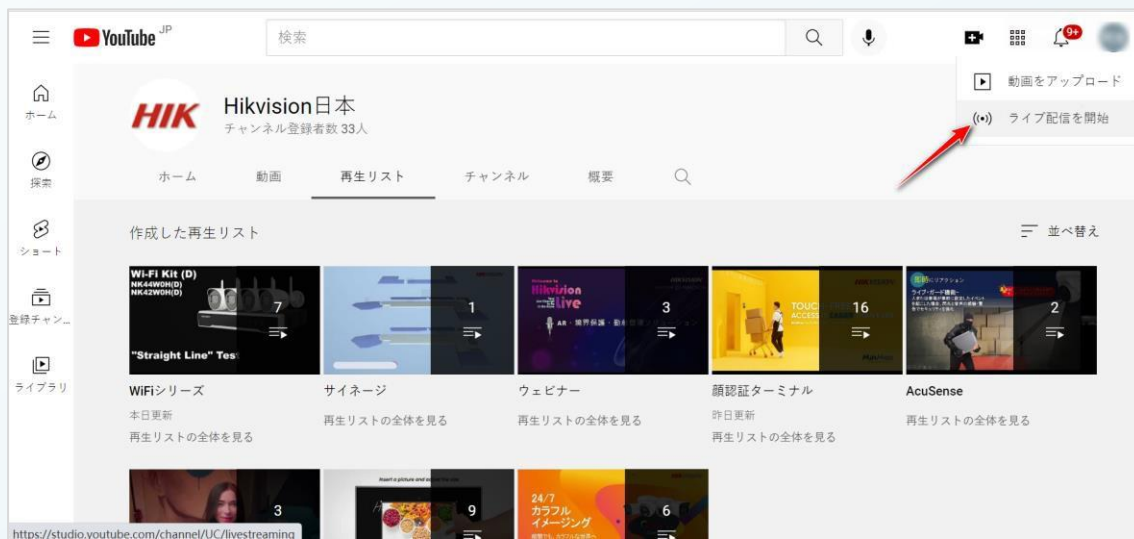 YouTube JP
検索
9+
動画をアップロード
ライブ配信を開始
ホーム
探索
ショート
登録チャン...
ライブラリ
HIK
Hikvision日本
チャンネル登録者数 33人
ホーム 動画 再生リスト チャンネル 概要
作成した再生リスト
並べ替え
Wi-Fi Kit (D)
NK44W0H(D)
NK42W0H(D)
7
"Straight Line" Test
WiFiシリーズ
本日更新
再生リストの全体を見る
1
サイネージ
再生リストの全体を見る
Hikvision
Live
3
ウェビナー
再生リストの全体を見る
16
顔認証ターミナル
昨日更新
再生リストの全体を見る
2
AcuSense
再生リストの全体を見る
3
Insert a picture and
9
24/7
カラフル
イメージング
6
https://studio.youtube.com/channel/UC/livestreaming